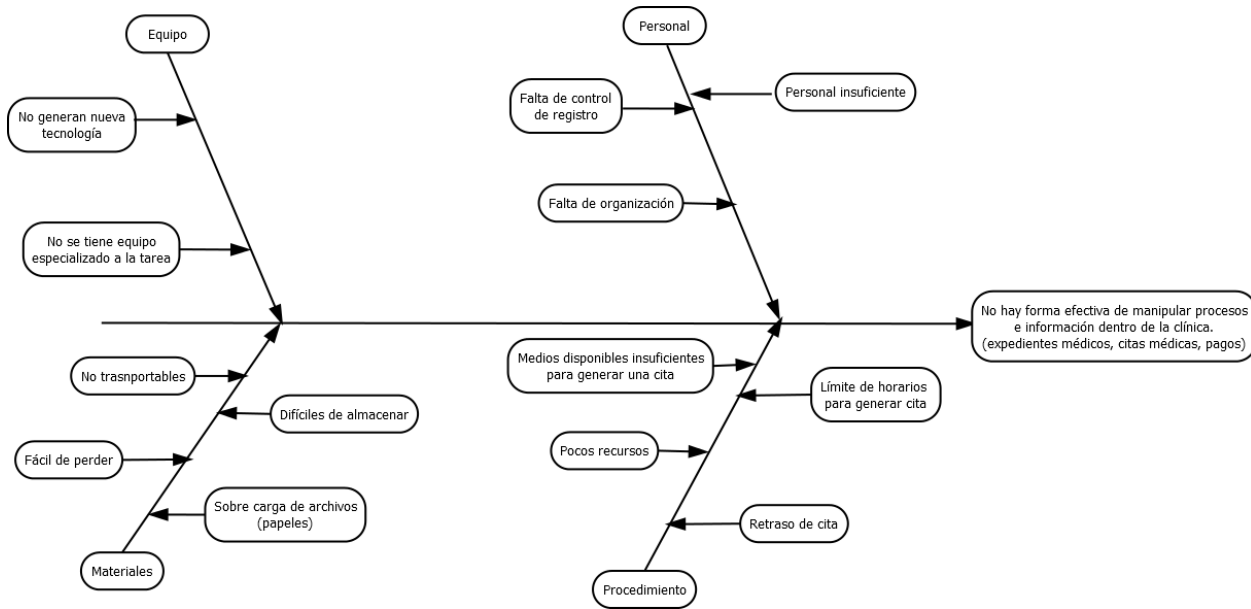 Equipo
Personal
No generan nueva
tecnología
Falta de control
de registro
Personal insuficiente
Falta de organización
No se tiene equipo
especializado a la tarea
No hay forma efectiva de manipular procesos
e información dentro de la clínica.
(expedientes médicos, citas médicas, pagos)
No trasnportables
Difíciles de almacenar
Fácil de perder
Sobre carga de archivos
(papeles)
Materiales
Medios disponibles insuficientes
para generar una cita
Límite de horarios
para generar cita
Pocos recursos
Retraso de cita
Procedimiento